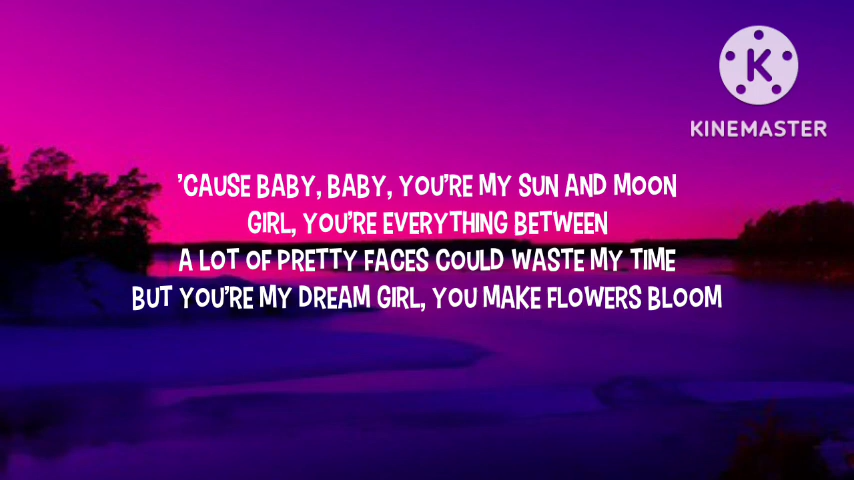 K
KINEMASTER
'CAUSE BABY, BABY, YOU'RE MY SUN AND MOON
GIRL, YOU'RE EVERYTHING BETWEEN
A LOT OF PRETTY FACES COULD WASTE MY TIME
BUT YOU'RE MY DREAM GIRL, YOU MAKE FLOWERS BLOOM